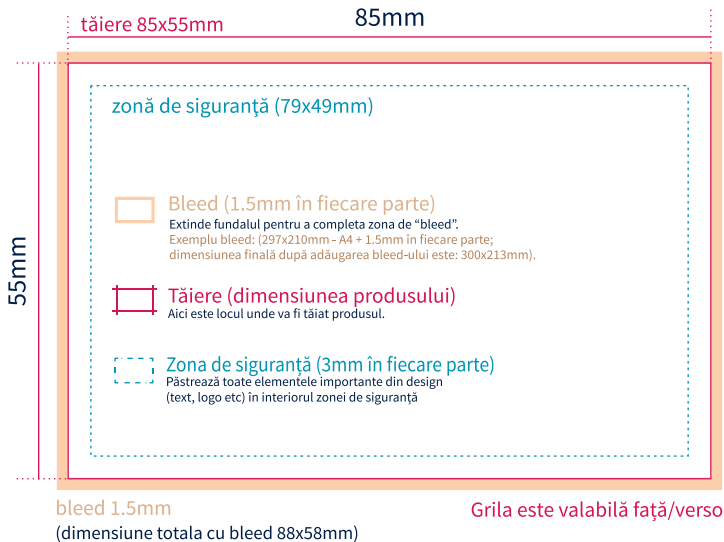 tăiere 85x55mm
85mm
zonă de siguranţă (79x49mm)
Bleed (1.5mm în fiecare parte)
Extinde fundalul pentru a completa zona de “bleed”.
Exemplu bleed: (297x210mm - A4 + 1.5mm în fiecare parte;
dimensiunea finală după adăugarea bleed-ului este: 300x213mm).
55mm
Tăiere (dimensiunea produsului)
Aici este locul unde va fi tăiat produsul.
Zona de siguranță (3mm în fiecare parte)
Păstrează toate elementele importante din design
(text, logo etc) în interiorul zonei de siguranță
bleed 1.5mm
Grila este valabilă față/verso
(dimensiune totala cu bleed 88x58mm)